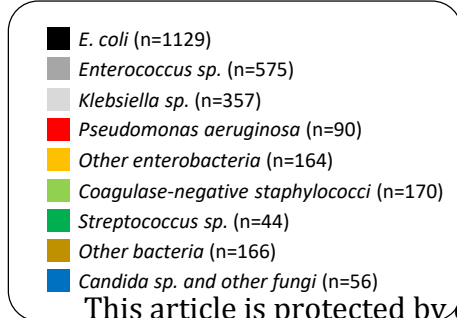 E. coli (n=1129)
Enterococcus sp. (n=575)
Klebsiella sp. (n=357)
Pseudomonas aeruginosa (n=90)
Other enterobacteria (n=164)
Coagulase-negative staphylococci (n=170)
Streptococcus sp. (n=44)
Other bacteria (n=166)
Candida sp. and other fungi (n=56)
This article is protected by